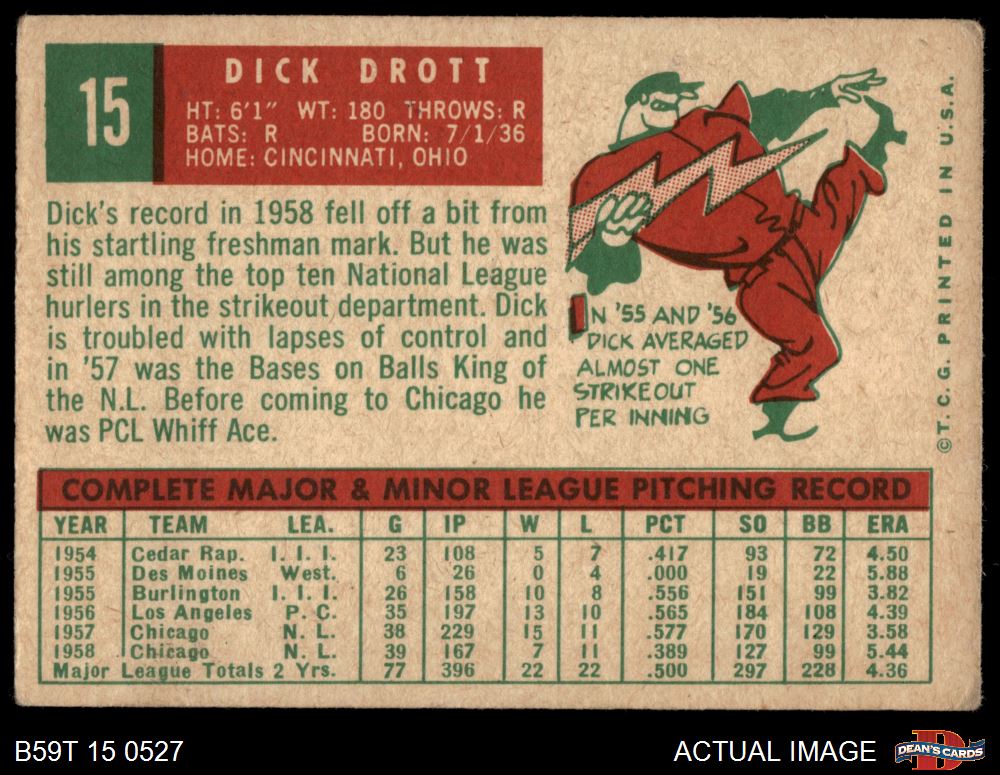 15
DICK DROTT
HT: 6'1" WT: 180 THROWS: R
BATS: R BORN: 7/1/36
HOME: CINCINNATI, OHIO
Dick's record in 1958 fell off a bit from
his startling freshman mark. But he was
still among the top ten National League
hurlers in the strikeout department. Dick
is troubled with lapses of control and
in '57 was the Bases on Balls King of
the N.L. Before coming to Chicago he
was PCL Whiff Ace.
IN '55 AND '56
DICK AVERAGED
ALMOST ONE
STRIKEOUT
PER INNING
©T. C. G. PRINTED IN U.S.A.
COMPLETE MAJOR & MINOR LEAGUE PITCHING RECORD
YEAR TEAM LEA. G IP W L PCT SO BB ERA
1954 Cedar Rap. I. I. I. 23 108 5 7 .417 93 72 4.50
1955 Des Moines West. 6 26 0 4 .000 19 22 5.88
1955 Burlington I. I. I. 26 158 10 8 .556 151 99 3.82
1956 Los Angeles P. C. 35 197 13 10 .565 184 108 4.39
1957 Chicago N. L. 38 229 15 11 .577 170 129 3.58
1958 Chicago N. L. 39 167 7 11 .389 127 99 5.44
Major League Totals 2 Yrs. 77 396 22 22 .500 297 228 4.36
B59T 15 0527
ACTUAL IMAGE
D
DEAN'S CARDS